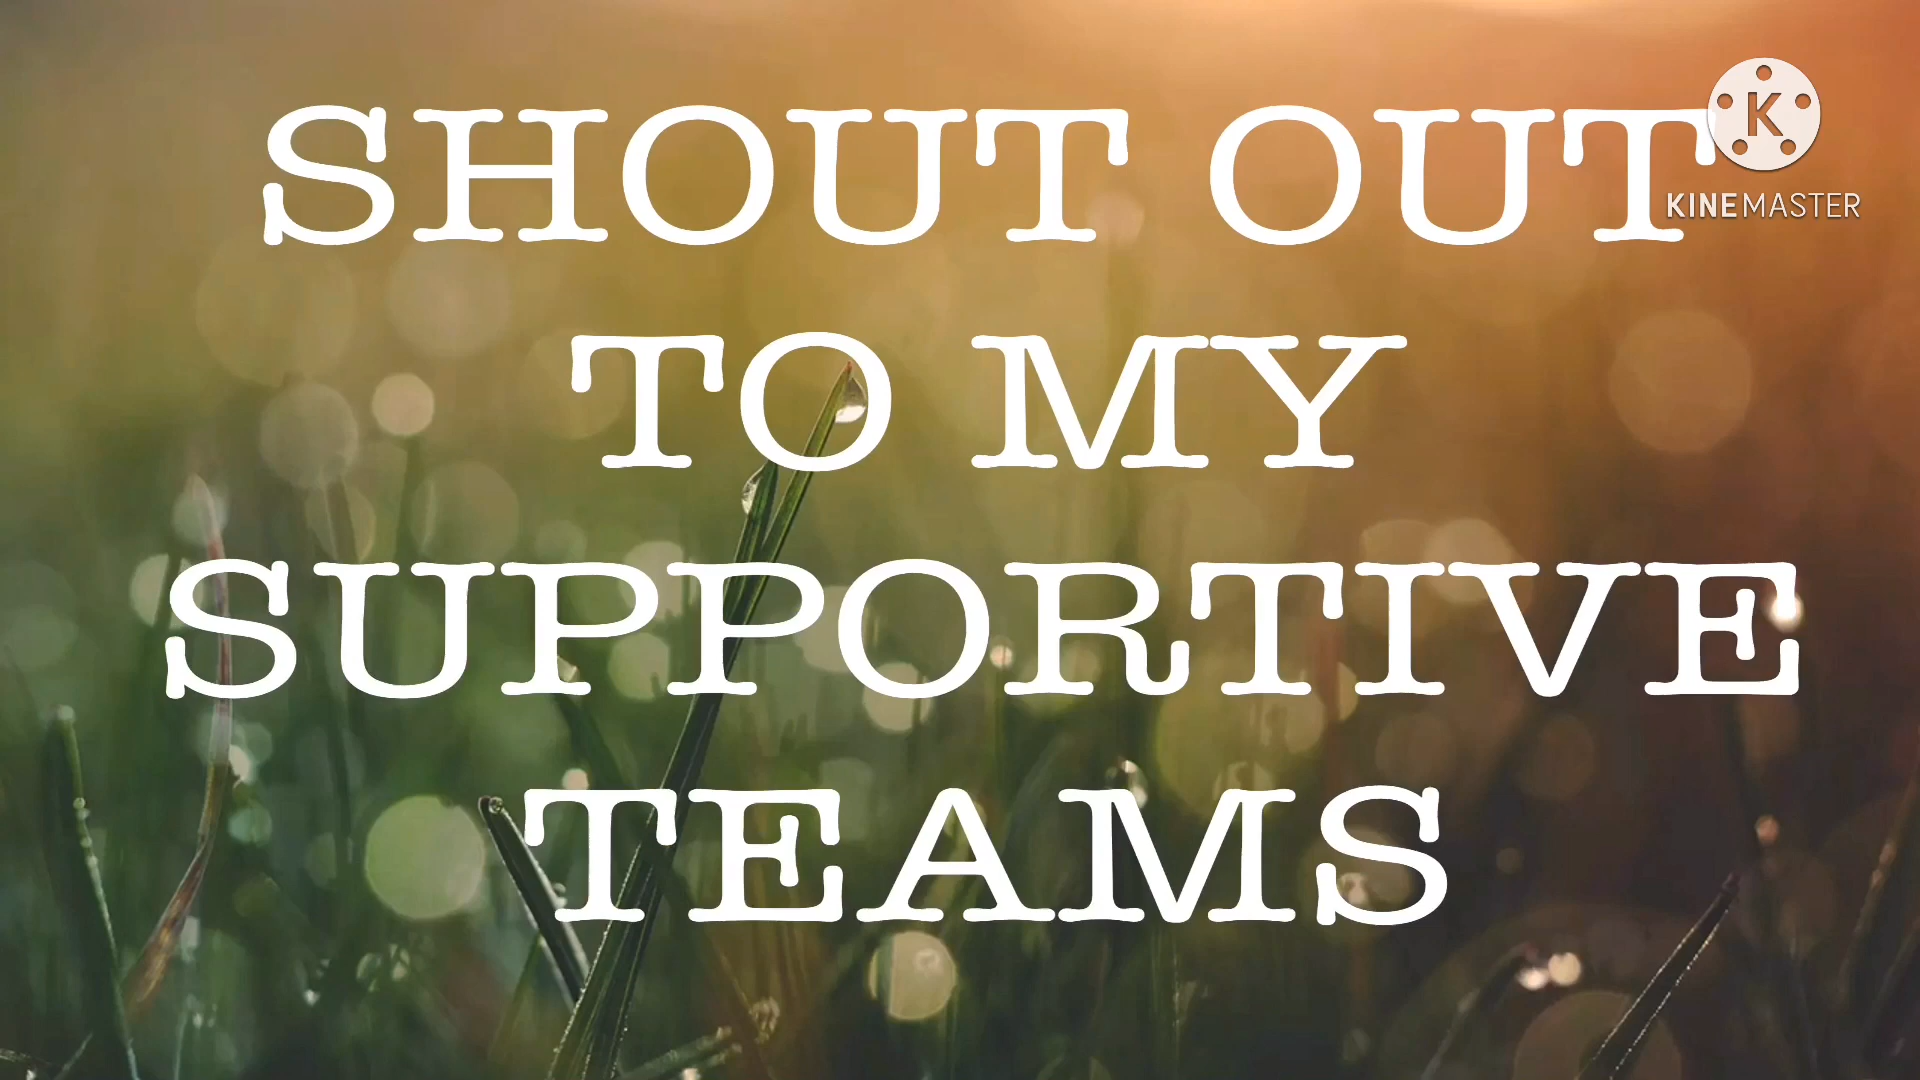 SHOUT OUT
K
KINEMASTER
TO MY
SUPPORTIVE
TEAMS